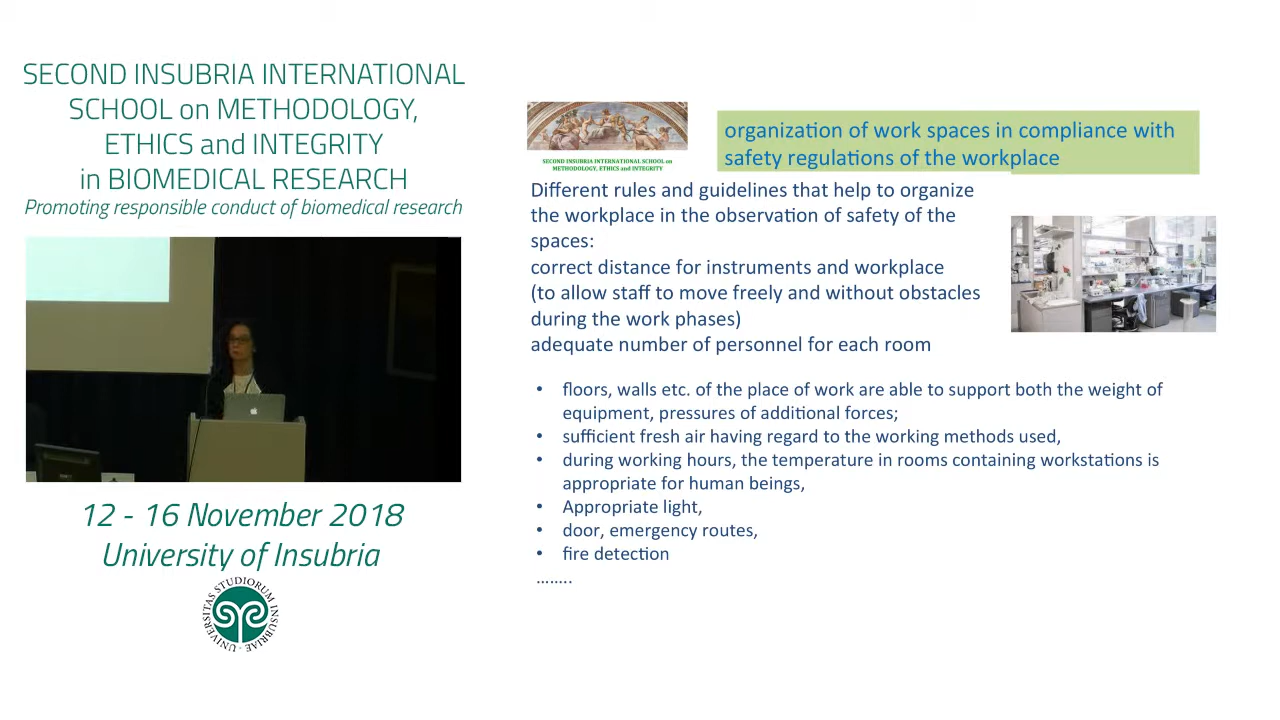 SECOND INSUBRIA INTERNATIONAL
SCHOOL on METHODOLOGY,
ETHICS and INTEGRITY
in BIOMEDICAL RESEARCH
Promoting responsible conduct of biomedical research
12 - 16 November 2018
University of Insubria
UNIVERSITAS STUDIORUM INSUBRIAE
SECOND INSUBRIA INTERNATIONAL SCHOOL on
METHODOLOGY, ETHICS and INTEGRITY
organization of work spaces in compliance with
safety regulations of the workplace
Different rules and guidelines that help to organize
the workplace in the observation of safety of the
spaces:
correct distance for instruments and workplace
(to allow staff to move freely and without obstacles
during the work phases)
adequate number of personnel for each room
• floors, walls etc. of the place of work are able to support both the weight of
equipment, pressures of additional forces;
• sufficient fresh air having regard to the working methods used,
• during working hours, the temperature in rooms containing workstations is
appropriate for human beings,
• Appropriate light,
• door, emergency routes,
• fire detection
........